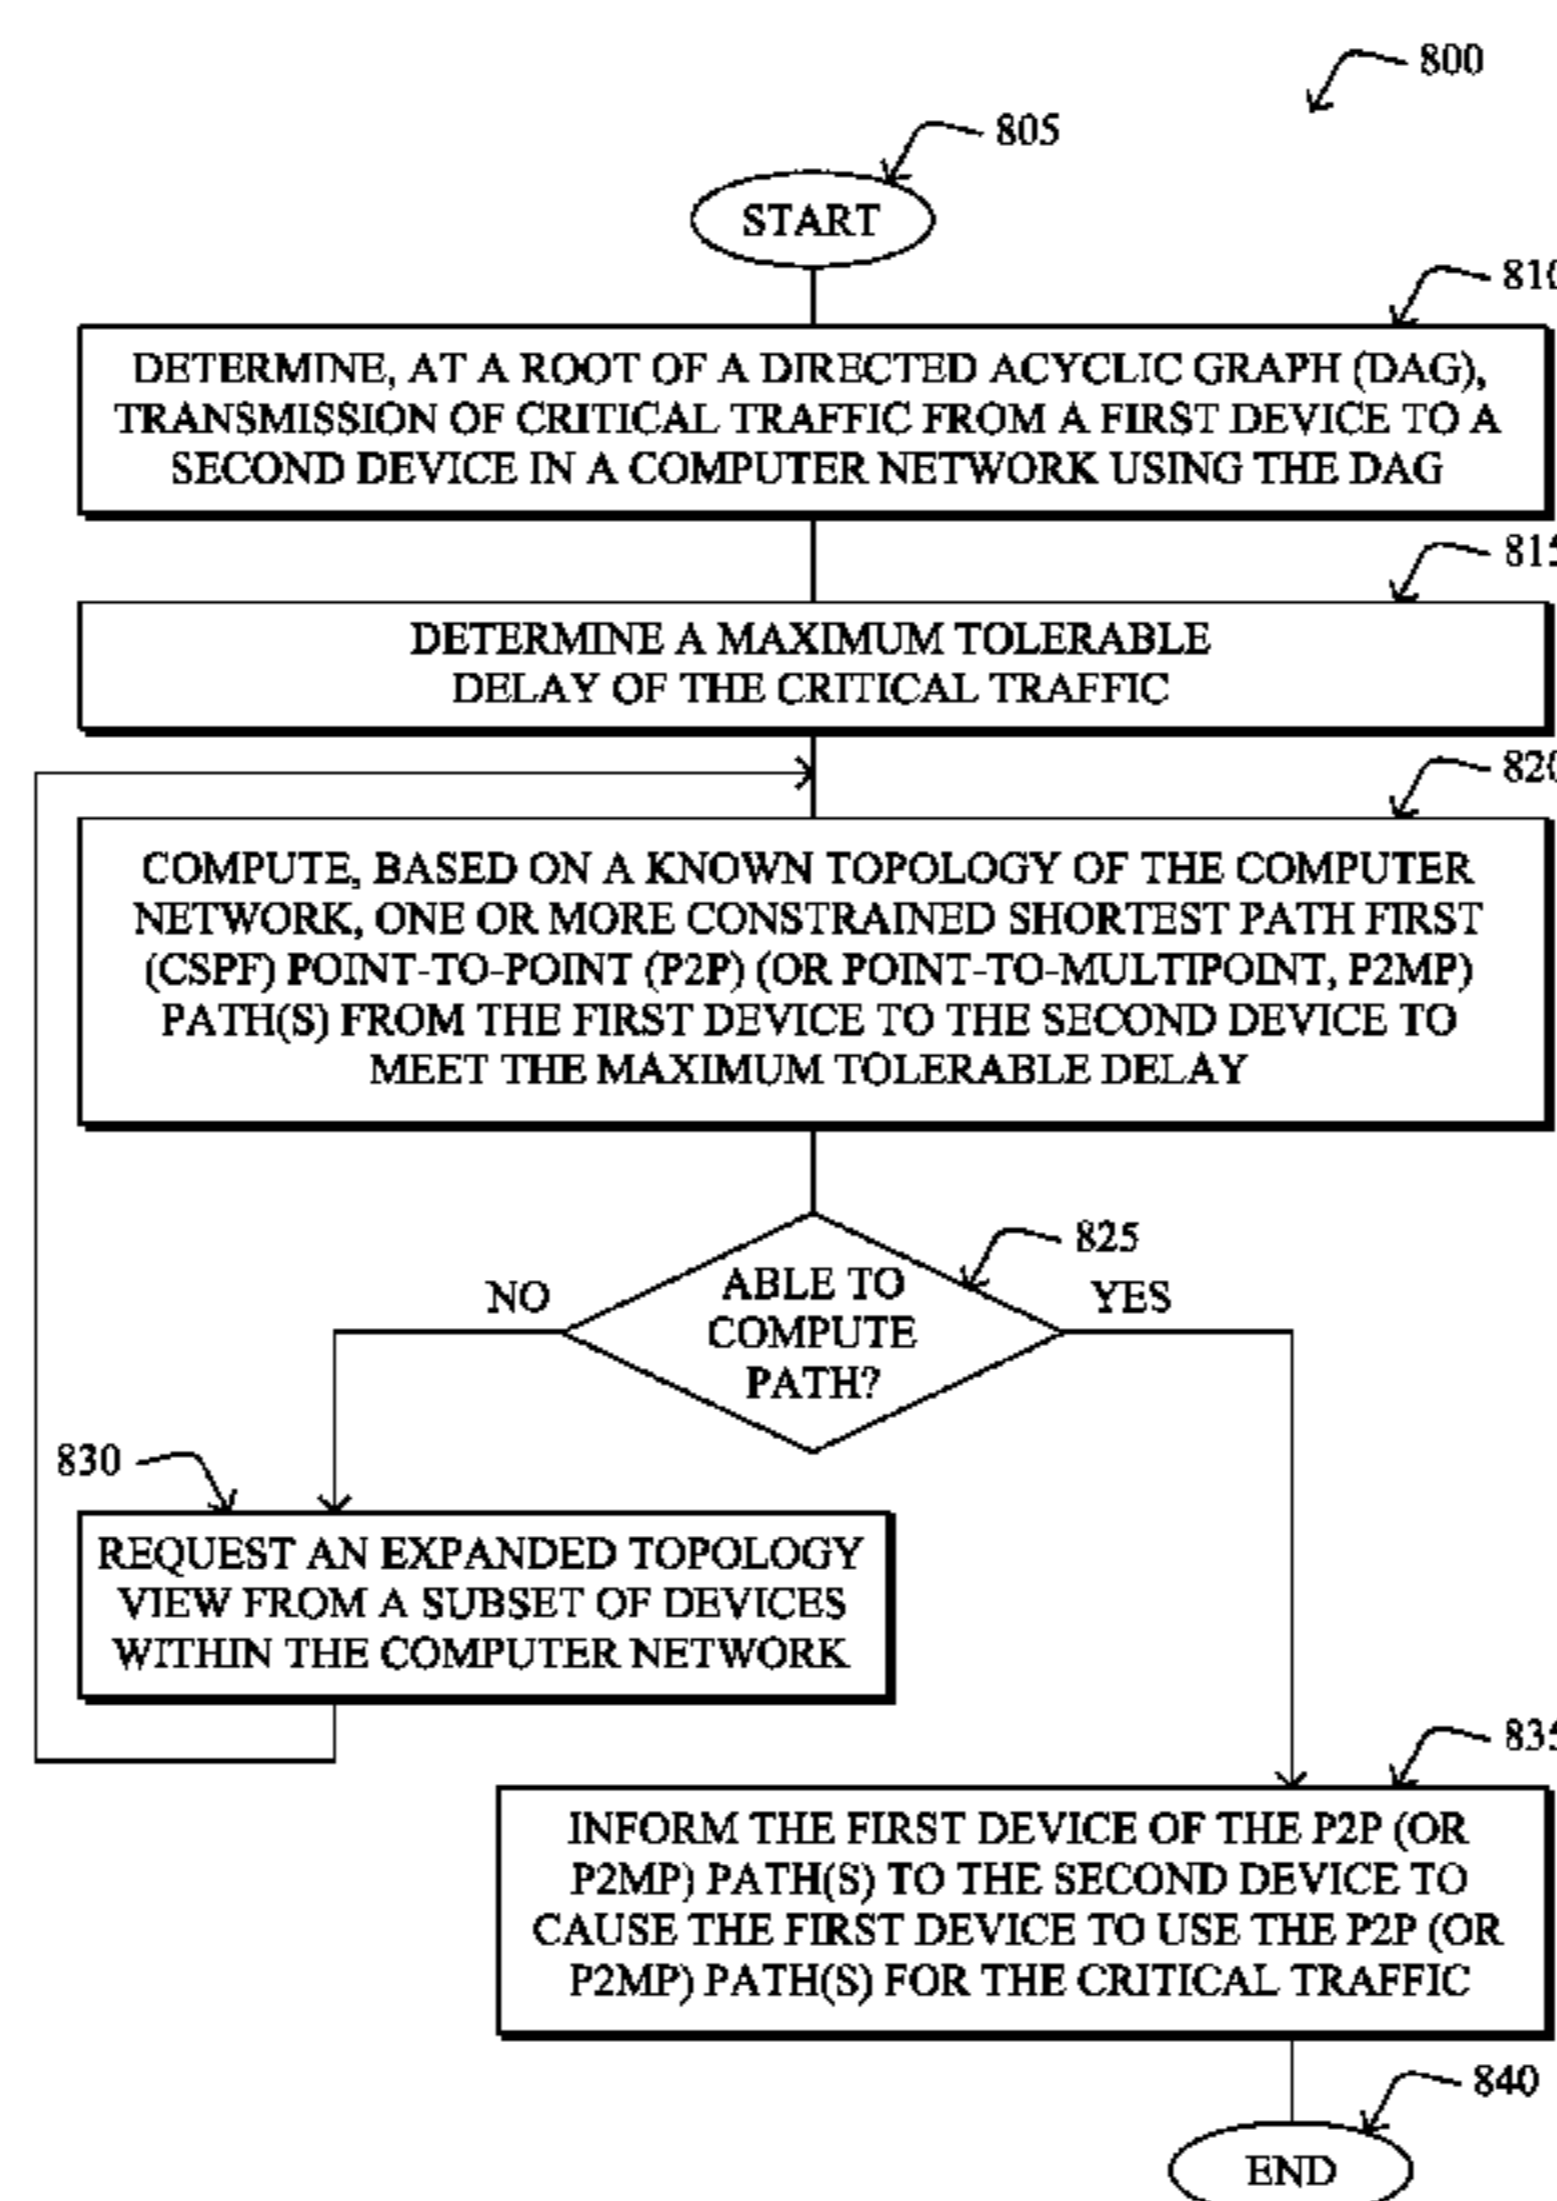 800
805
START
810
DETERMINE, AT A ROOT OF A DIRECTED ACYCLIC GRAPH (DAG),
TRANSMISSION OF CRITICAL TRAFFIC FROM A FIRST DEVICE TO A
SECOND DEVICE IN A COMPUTER NETWORK USING THE DAG
815
DETERMINE A MAXIMUM TOLERABLE
DELAY OF THE CRITICAL TRAFFIC
820
COMPUTE, BASED ON A KNOWN TOPOLOGY OF THE COMPUTER
NETWORK, ONE OR MORE CONSTRAINED SHORTEST PATH FIRST
(CSPF) POINT-TO-POINT (P2P) (OR POINT-TO-MULTIPOINT, P2MP)
PATH(S) FROM THE FIRST DEVICE TO THE SECOND DEVICE TO
MEET THE MAXIMUM TOLERABLE DELAY
825
NO
YES
ABLE TO
COMPUTE
PATH?
830
REQUEST AN EXPANDED TOPOLOGY
VIEW FROM A SUBSET OF DEVICES
WITHIN THE COMPUTER NETWORK
835
INFORM THE FIRST DEVICE OF THE P2P (OR
P2MP) PATH(S) TO THE SECOND DEVICE TO
CAUSE THE FIRST DEVICE TO USE THE P2P (OR
P2MP) PATH(S) FOR THE CRITICAL TRAFFIC
840
END